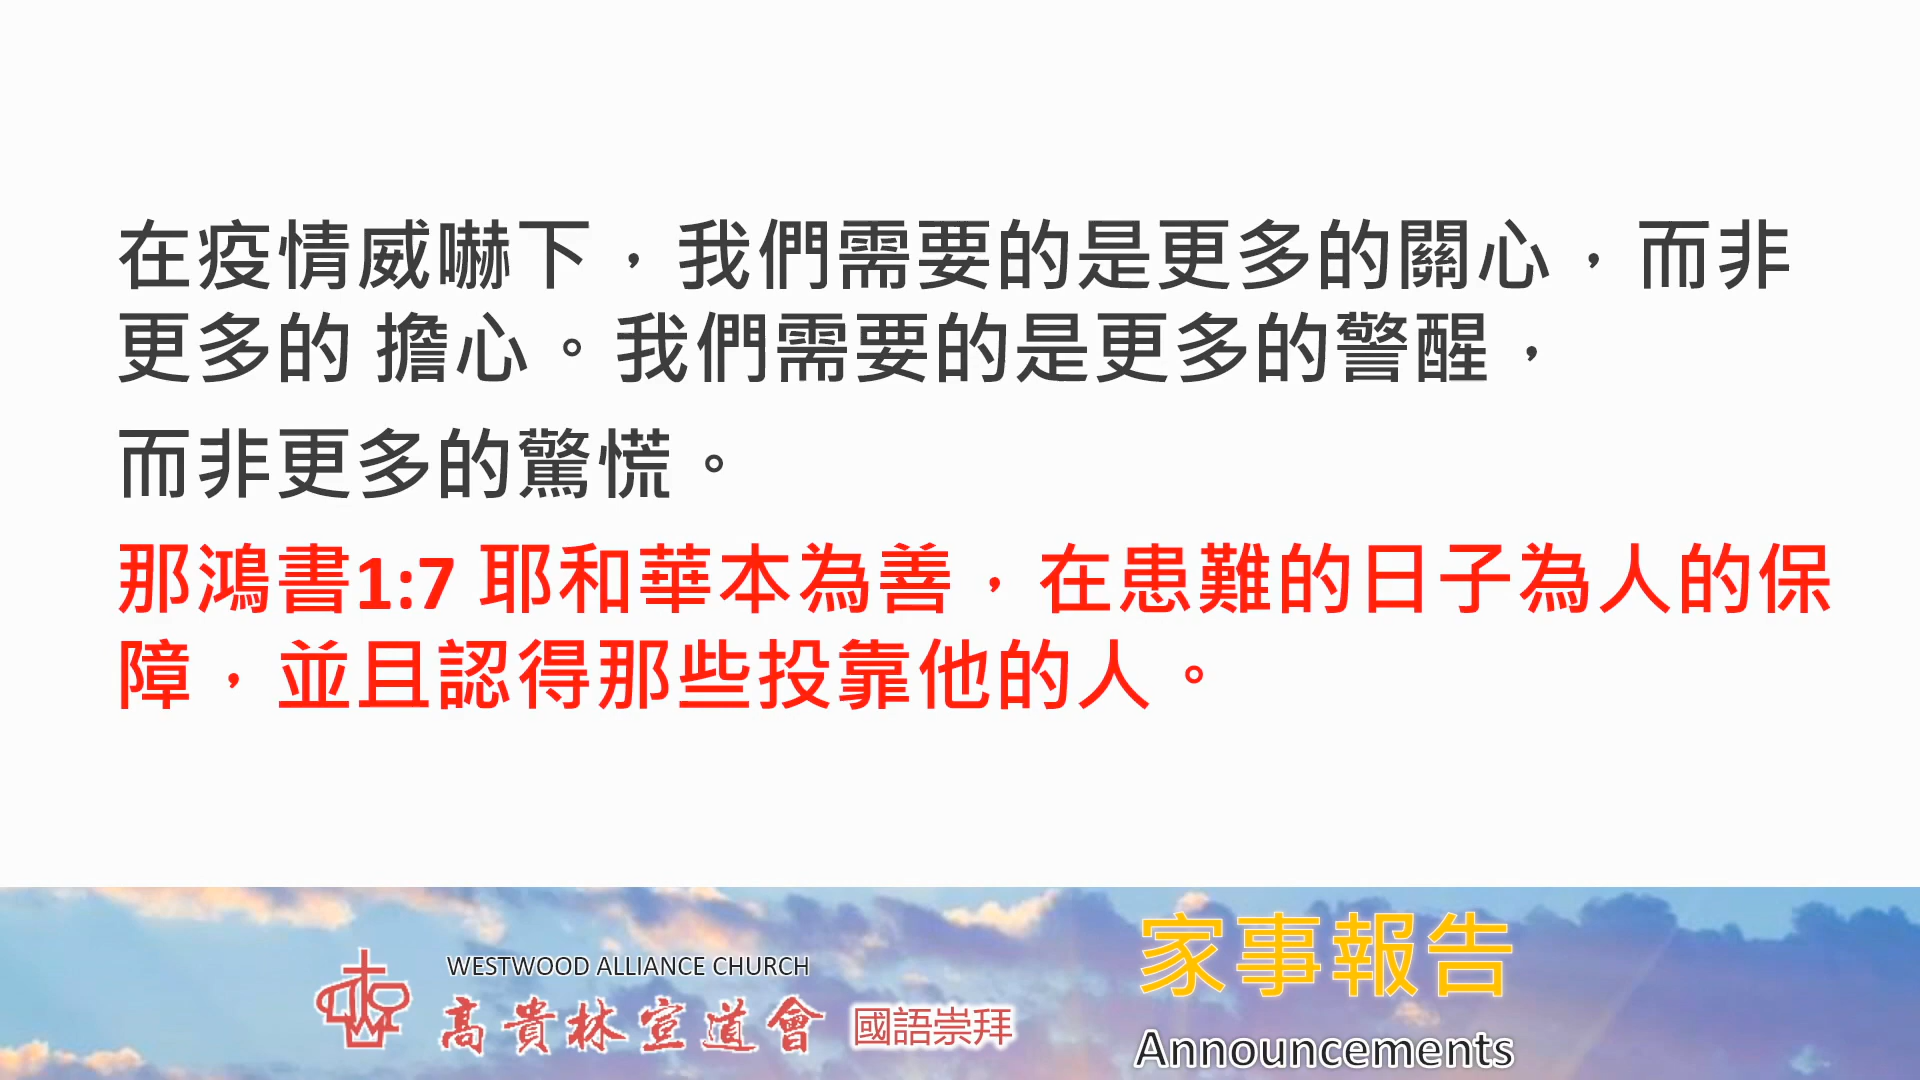 在疫情威嚇下，我們需要的是更多的關心，而非
更多的 擔心。我們需要的是更多的警醒，
而非更多的驚慌。
那鴻書1:7 耶和華本為善，在患難的日子為人的保
障，並且認得那些投靠他的人。
WESTWOOD ALLIANCE CHURCH
高貴林宣道會 國語崇拜
家事報告
Announcements